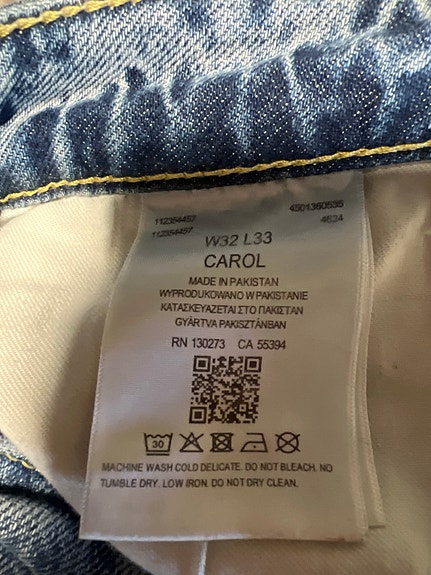 112354452 4501360535
112354457 4634
W32 L33
CAROL
MADE IN PAKISTAN
WYPRODUKOWANO W PAKISTANIE
ΚΑΤΑΣΚΕΥΑΖΕΤΑΙ ΣΤΟ ΠΑΚΙΣΤΑΝ
GYÁRTVA PAKISZTÁNBAN
RN 130273 CA 55394
30
MACHINE WASH COLD DELICATE. DO NOT BLEACH. NO
TUMBLE DRY. LOW IRON. DO NOT DRY CLEAN.